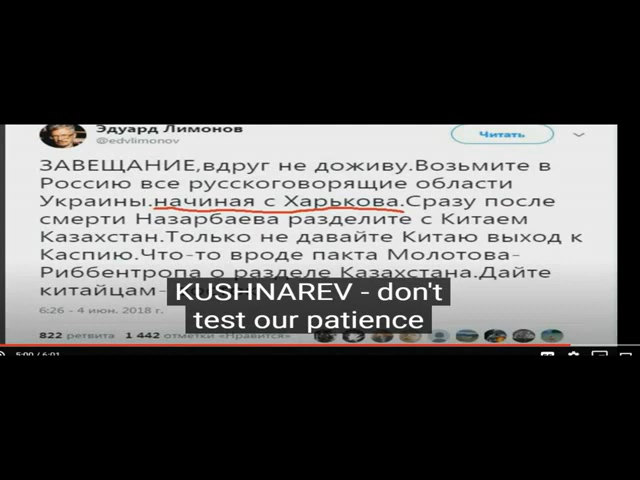 Эдуард Лимонов
@edvlimonov
Читать
ЗАВЕЩАНИЕ,вдруг не доживу.Возьмите в
Россию все русскоговорящие области
Украины.начиная с Харькова.Сразу после
смерти Назарбаева разделите с Китаем
Казахстан.Только не давайте Китаю выход к
Каспию.Что-то вроде пакта Молотова-
Риббентропа о разделе Казахстана.Дайте
китайцам-
KUSHNAREV - don't
test our patience
6:26 - 4 июн. 2018 г.
822 ретвита 1 442 отметки «Нравится»
5:00 / 6:01